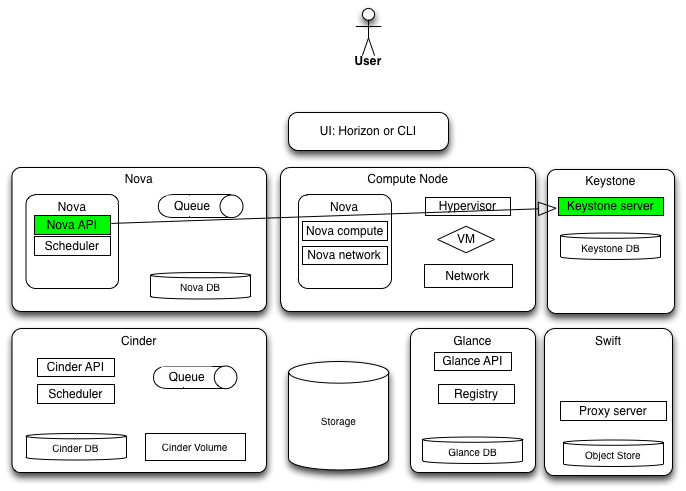 User
UI: Horizon or CLI
Nova
Nova
Nova API
Scheduler
Queue
Nova DB
Compute Node
Nova
Nova compute
Nova network
Hypervisor
VM
Network
Keystone
Keystone server
Keystone DB
Cinder
Cinder API
Scheduler
Queue
Cinder DB
Cinder Volume
Storage
Glance
Glance API
Registry
Glance DB
Swift
Proxy server
Object Store